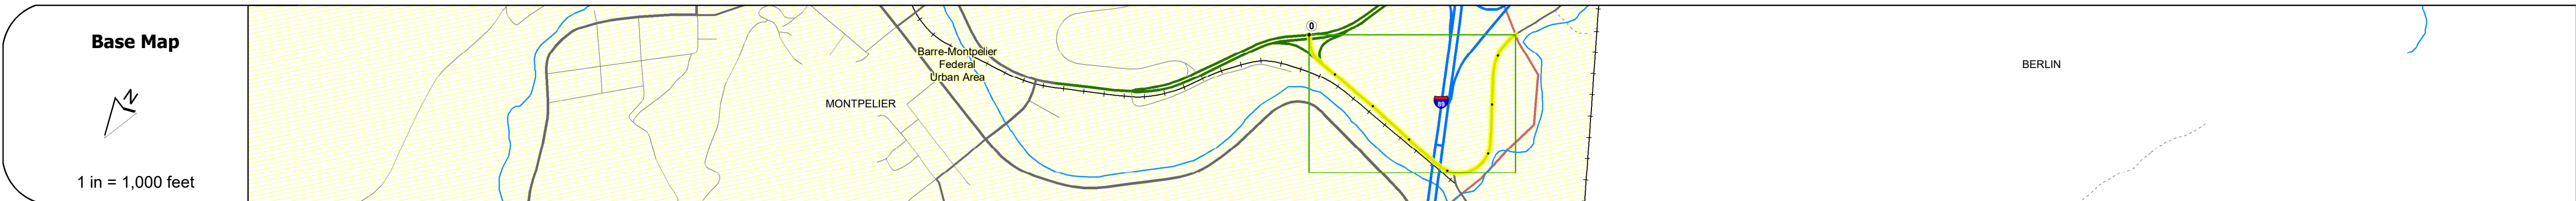 Base Map
N
1 in = 1,000 feet
Barre-Montpelier
Federal
Urban Area
MONTPELIER
0
89
BERLIN